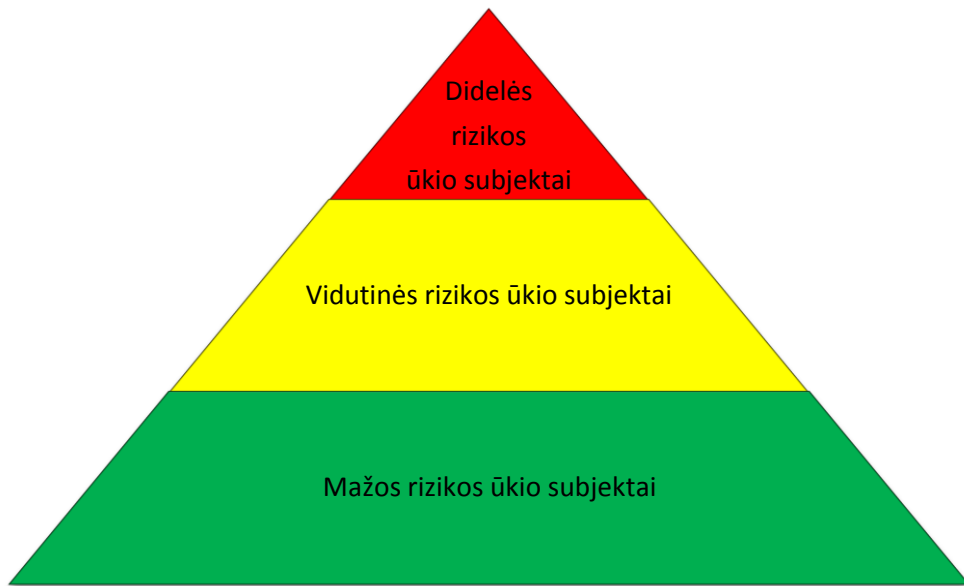 Didelės
rizikos
ūkio subjektai
Vidutinės rizikos ūkio subjektai
Mažos rizikos ūkio subjektai